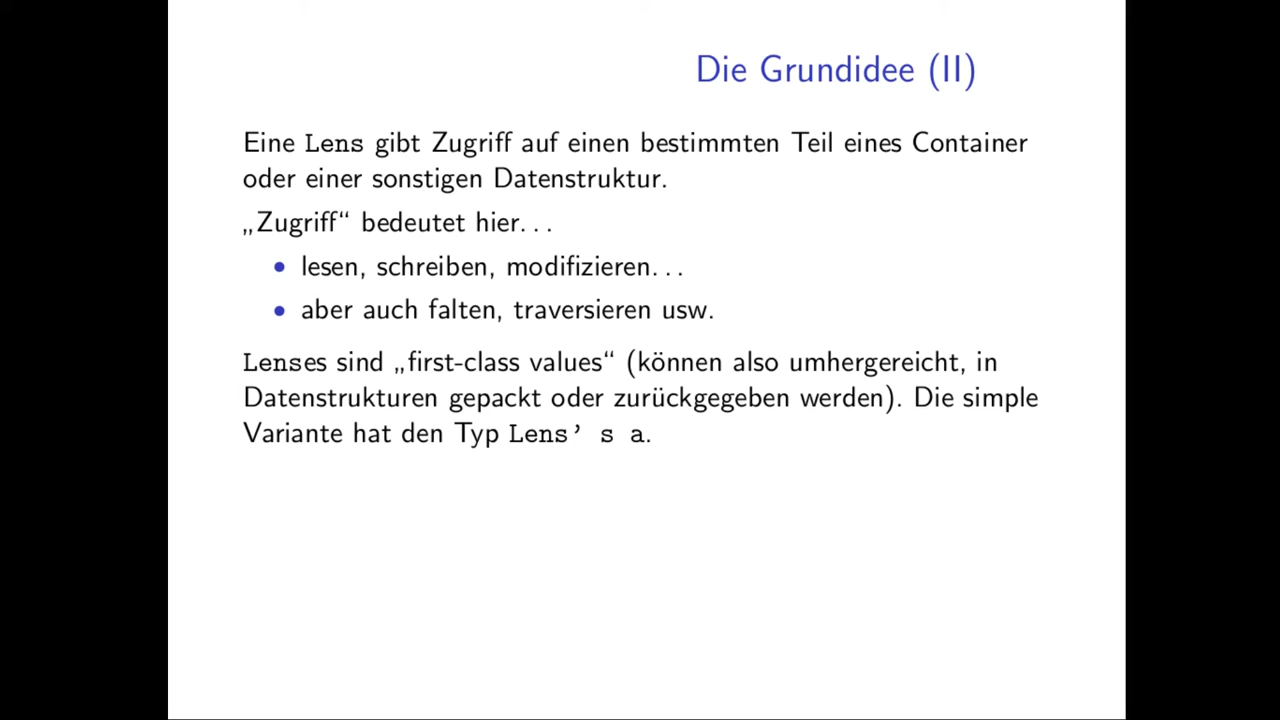 Die Grundidee (II)
Eine Lens gibt Zugriff auf einen bestimmten Teil eines Container
oder einer sonstigen Datenstruktur.
„Zugriff“ bedeutet hier...
• lesen, schreiben, modifizieren...
• aber auch falten, traversieren usw.
Lenses sind „first-class values“ (können also umhergereicht, in
Datenstrukturen gepackt oder zurückgegeben werden). Die simple
Variante hat den Typ Lens’ s a.